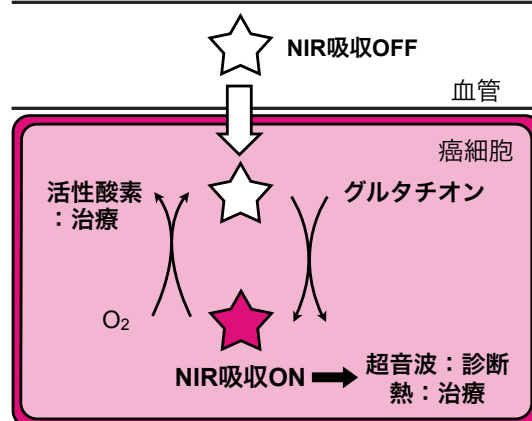 NIR吸収OFF
血管
癌細胞
活性酸素
：治療
グルタチオン
O₂
NIR吸収ON
超音波：診断
熱：治療